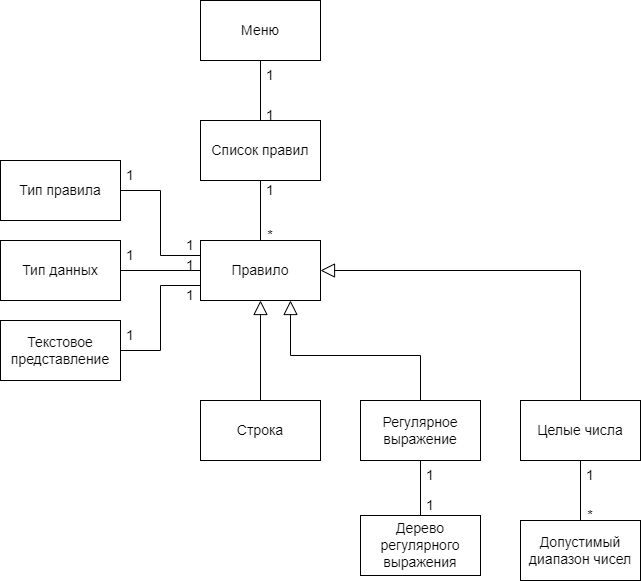 Меню
1
1
Список правил
1
*
Тип правила
1
1
Тип данных
1
1
Правило
Текстовое
представление
1
1
Строка
Регулярное
выражение
1
1
Дерево
регулярного
выражения
Целые числа
1
*
Допустимый
диапазон чисел